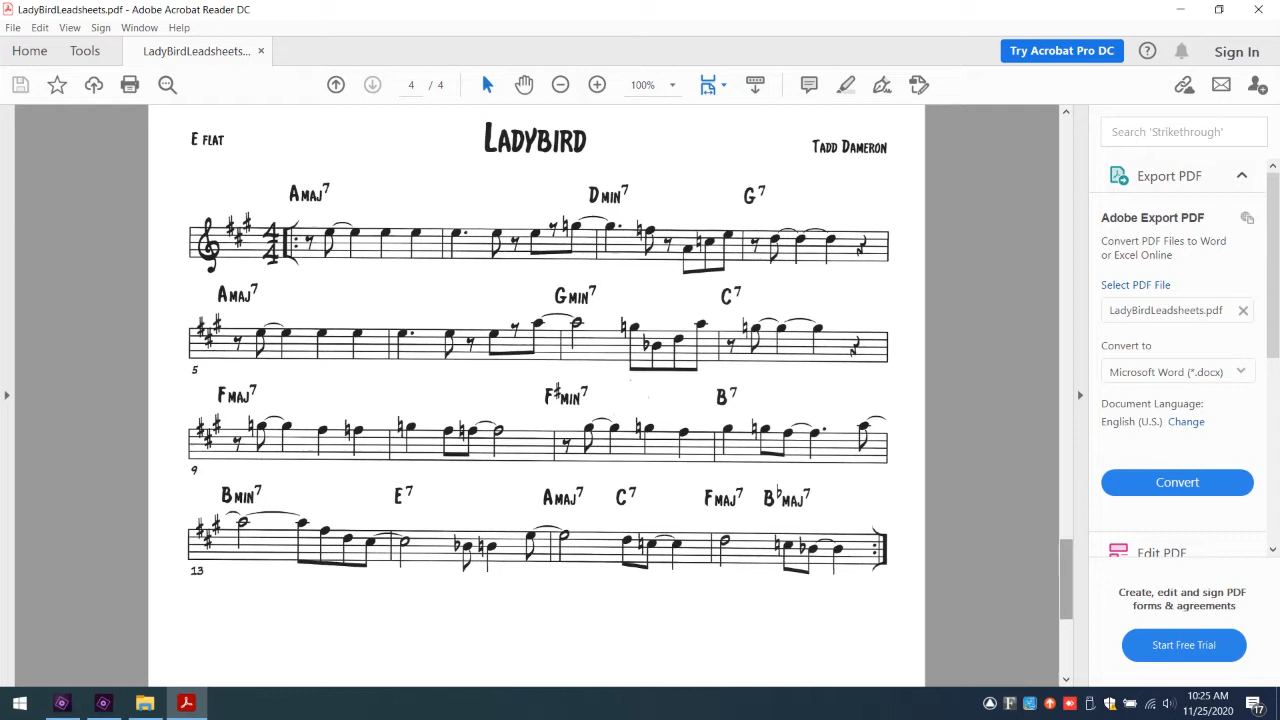 LadyBirdLeadsheets.pdf - Adobe Acrobat Reader DC
File Edit View Sign Window Help
Home Tools LadyBirdLeadsheets... × Try Acrobat Pro DC Sign In
4 / 4 100%
E FLAT LADYBIRD TADD DAMERON
AMAJ7 DMIN7 G7
4
4
AMAJ7 GMIN7 C7
5
FMAJ7 F#MIN7 B7
9
BMIN7 E7 AMAJ7 C7 FMAJ7 B♭MAJ7
13
Search 'Strikethrough'
Export PDF
Adobe Export PDF
Convert PDF Files to Word
or Excel Online
Select PDF File
LadyBirdLeadsheets.pdf
Convert to
Microsoft Word (*.docx)
Document Language:
English (U.S.) Change
Convert
Edit PDF
Create, edit and sign PDF
forms & agreements
Start Free Trial
10:25 AM
11/25/2020
17